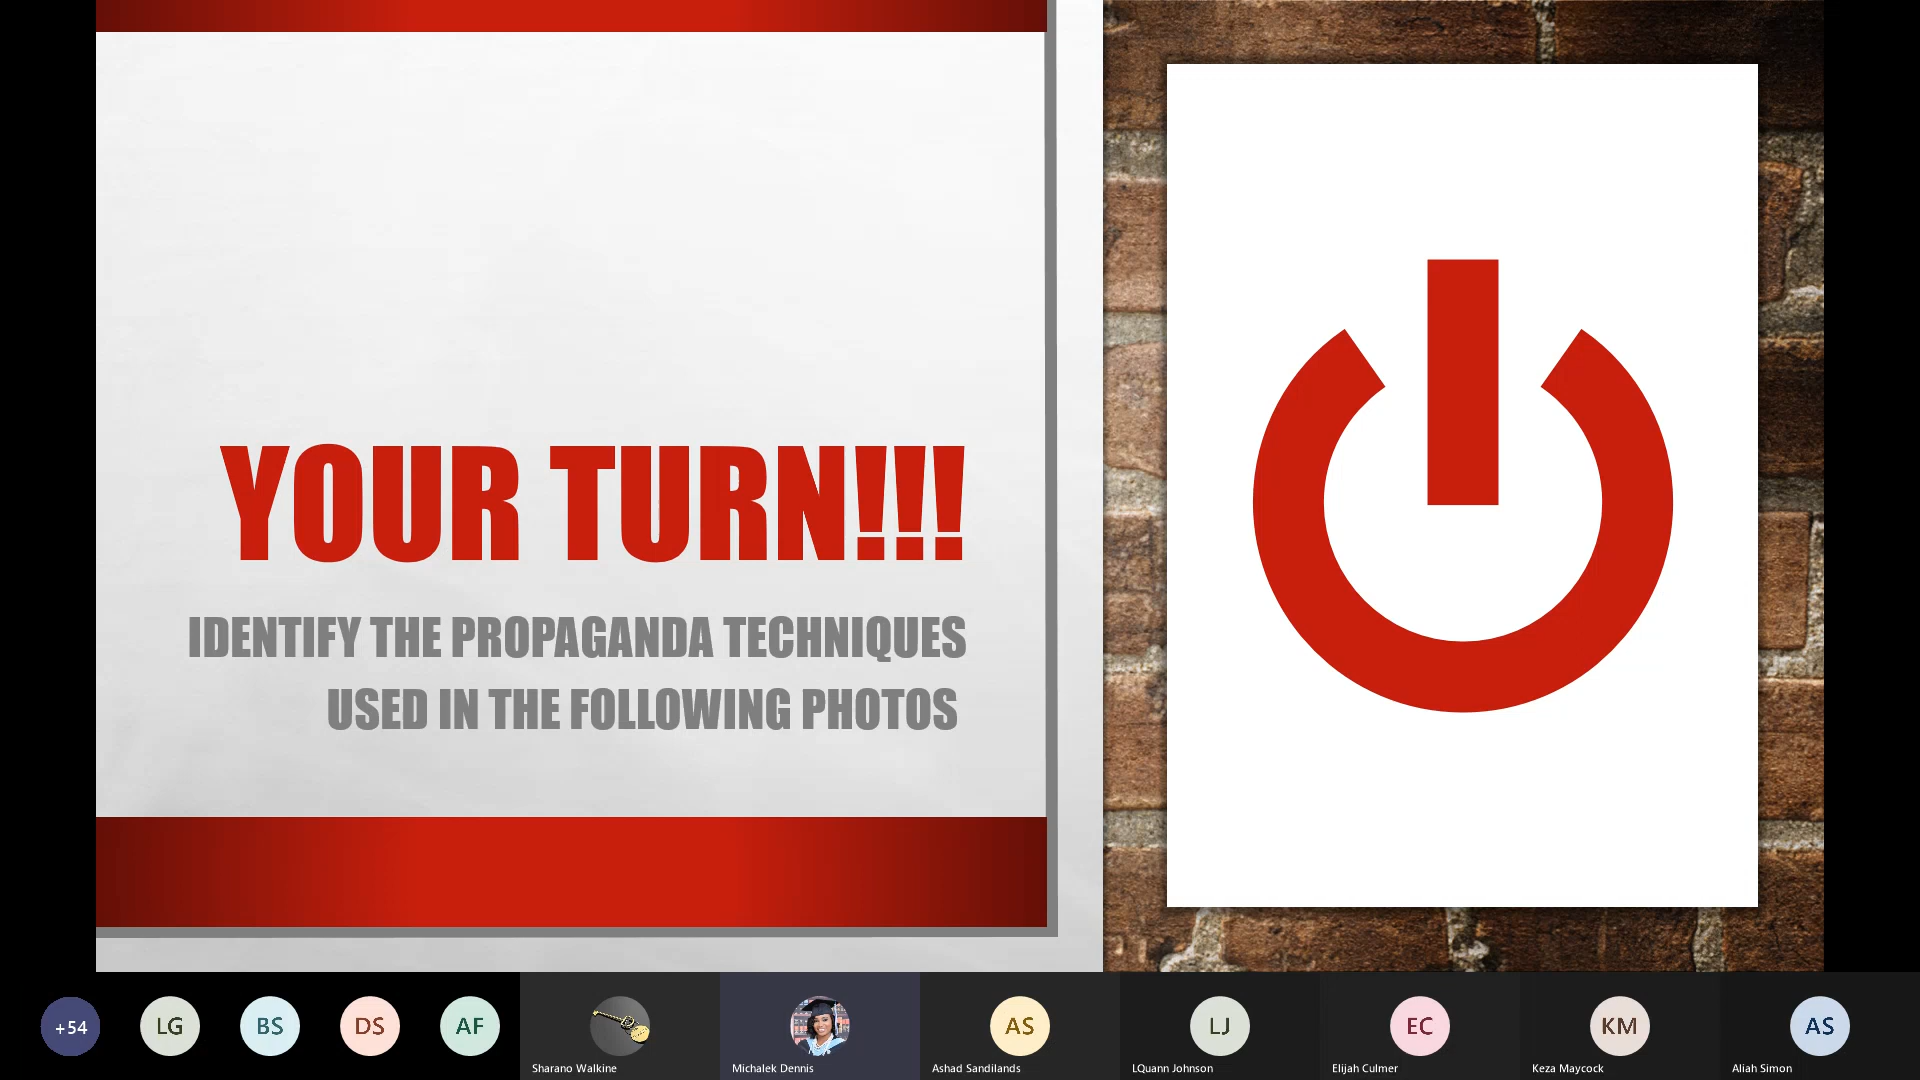 YOUR TURN!!!
IDENTIFY THE PROPAGANDA TECHNIQUES
USED IN THE FOLLOWING PHOTOS
+54
LG
BS
DS
AF
Sharano Walkine
Michalek Dennis
AS
Ashad Sandilands
LJ
LQuann Johnson
EC
Elijah Culmer
KM
Keza Maycock
AS
Aliah Simon